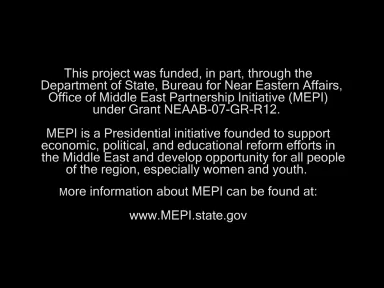 This project was funded, in part, through the
Department of State, Bureau for Near Eastern Affairs,
Office of Middle East Partnership Initiative (MEPI)
under Grant NEAAB-07-GR-R12.
MEPI is a Presidential initiative founded to support
economic, political, and educational reform efforts in
the Middle East and develop opportunity for all people
of the region, especially women and youth.
More information about MEPI can be found at:
www.MEPI.state.gov